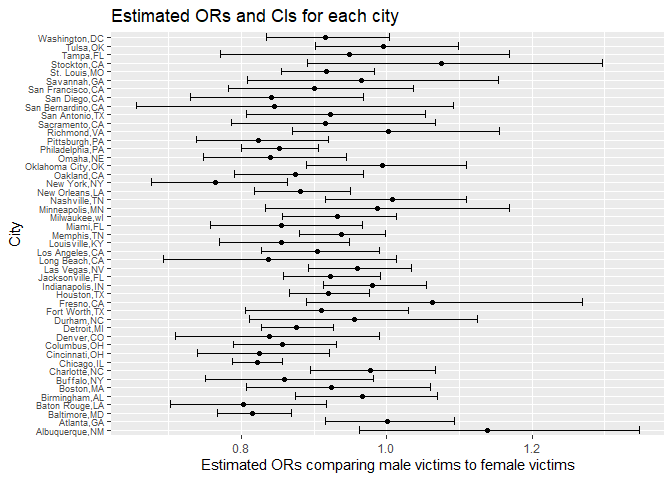 Estimated ORs and CIs for each city
Washington,DC
Tulsa,OK
Tampa,FL
Stockton,CA
St. Louis,MO
Savannah,GA
San Francisco,CA
San Diego,CA
San Bernardino,CA
San Antonio,TX
Sacramento,CA
Richmond,VA
Pittsburgh,PA
Philadelphia,PA
Omaha,NE
Oklahoma City,OK
Oakland,CA
New York,NY
New Orleans,LA
Nashville,TN
Minneapolis,MN
Milwaukee,wI
Miami,FL
Memphis,TN
Louisville,KY
Los Angeles,CA
Long Beach,CA
Las Vegas,NV
Jacksonville,FL
Indianapolis,IN
Houston,TX
Fresno,CA
Fort Worth,TX
Durham,NC
Detroit,MI
Denver,CO
Columbus,OH
Cincinnati,OH
Chicago,IL
Charlotte,NC
Buffalo,NY
Boston,MA
Birmingham,AL
Baton Rouge,LA
Baltimore,MD
Atlanta,GA
Albuquerque,NM
City
0.8 1.0 1.2
Estimated ORs comparing male victims to female victims